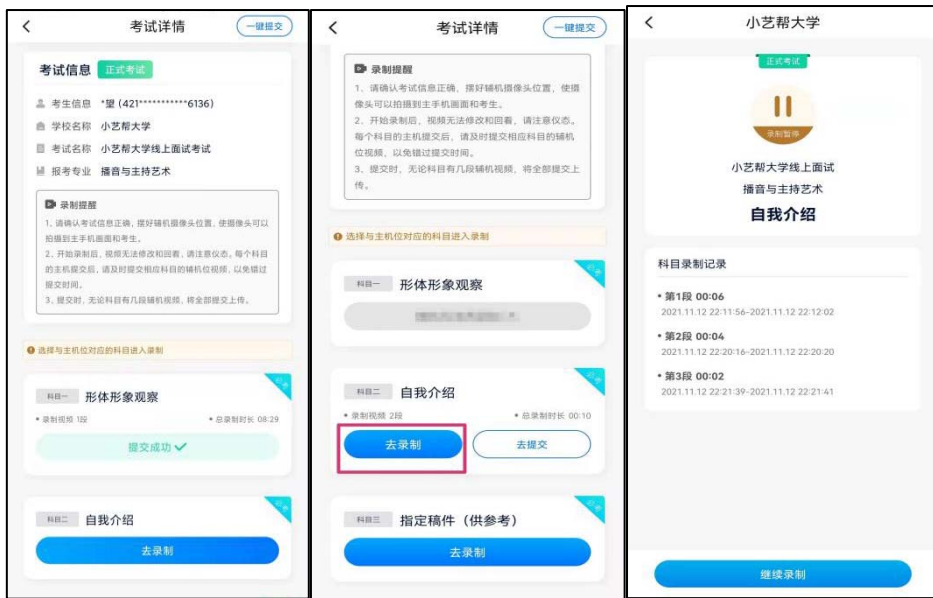 考试详情
一键提交
考试信息 正式考试
考生信息 *望 (421***********6136)
学校名称 小艺帮大学
考试名称 小艺帮大学线上面试考试
报考专业 播音与主持艺术
录制提醒
1、请确认考试信息正确，摆好辅机摄像头位置，使摄像头可以
拍摄到主手机画面和考生。
2、开始录制后，视频无法修改和回看，请注意仪态。每个科目
的主机提交后，请及时提交相应科目的辅机位视频，以免错过
提交时间。
3、提交时，无论科目有几段辅机视频，将全部提交上传。
选择与主机位对应的科目进入录制
科目一 形体形象观察
必考
• 录制视频 1段 • 总录制时长 08:29
提交成功
科目二 自我介绍
必考
去录制
考试详情
一键提交
录制提醒
1、请确认考试信息正确，摆好辅机摄像头位置，使摄
像头可以拍摄到主手机画面和考生。
2、开始录制后，视频无法修改和回看，请注意仪态。
每个科目的主机提交后，请及时提交相应科目的辅机
位视频，以免错过提交时间。
3、提交时，无论科目有几段辅机视频，将全部提交上
传。
选择与主机位对应的科目进入录制
科目一 形体形象观察
必考
科目二 自我介绍
必考
• 录制视频 2段 • 总录制时长 00:10
去录制 去提交
科目三 指定稿件（供参考）
必考
去录制
小艺帮大学
正式考试
录制暂停
小艺帮大学线上面试
播音与主持艺术
自我介绍
科目录制记录
• 第1段 00:06
2021.11.12 22:11:56-2021.11.12 22:12:02
• 第2段 00:04
2021.11.12 22:20:16-2021.11.12 22:20:20
• 第3段 00:02
2021.11.12 22:21:39-2021.11.12 22:21:41
继续录制